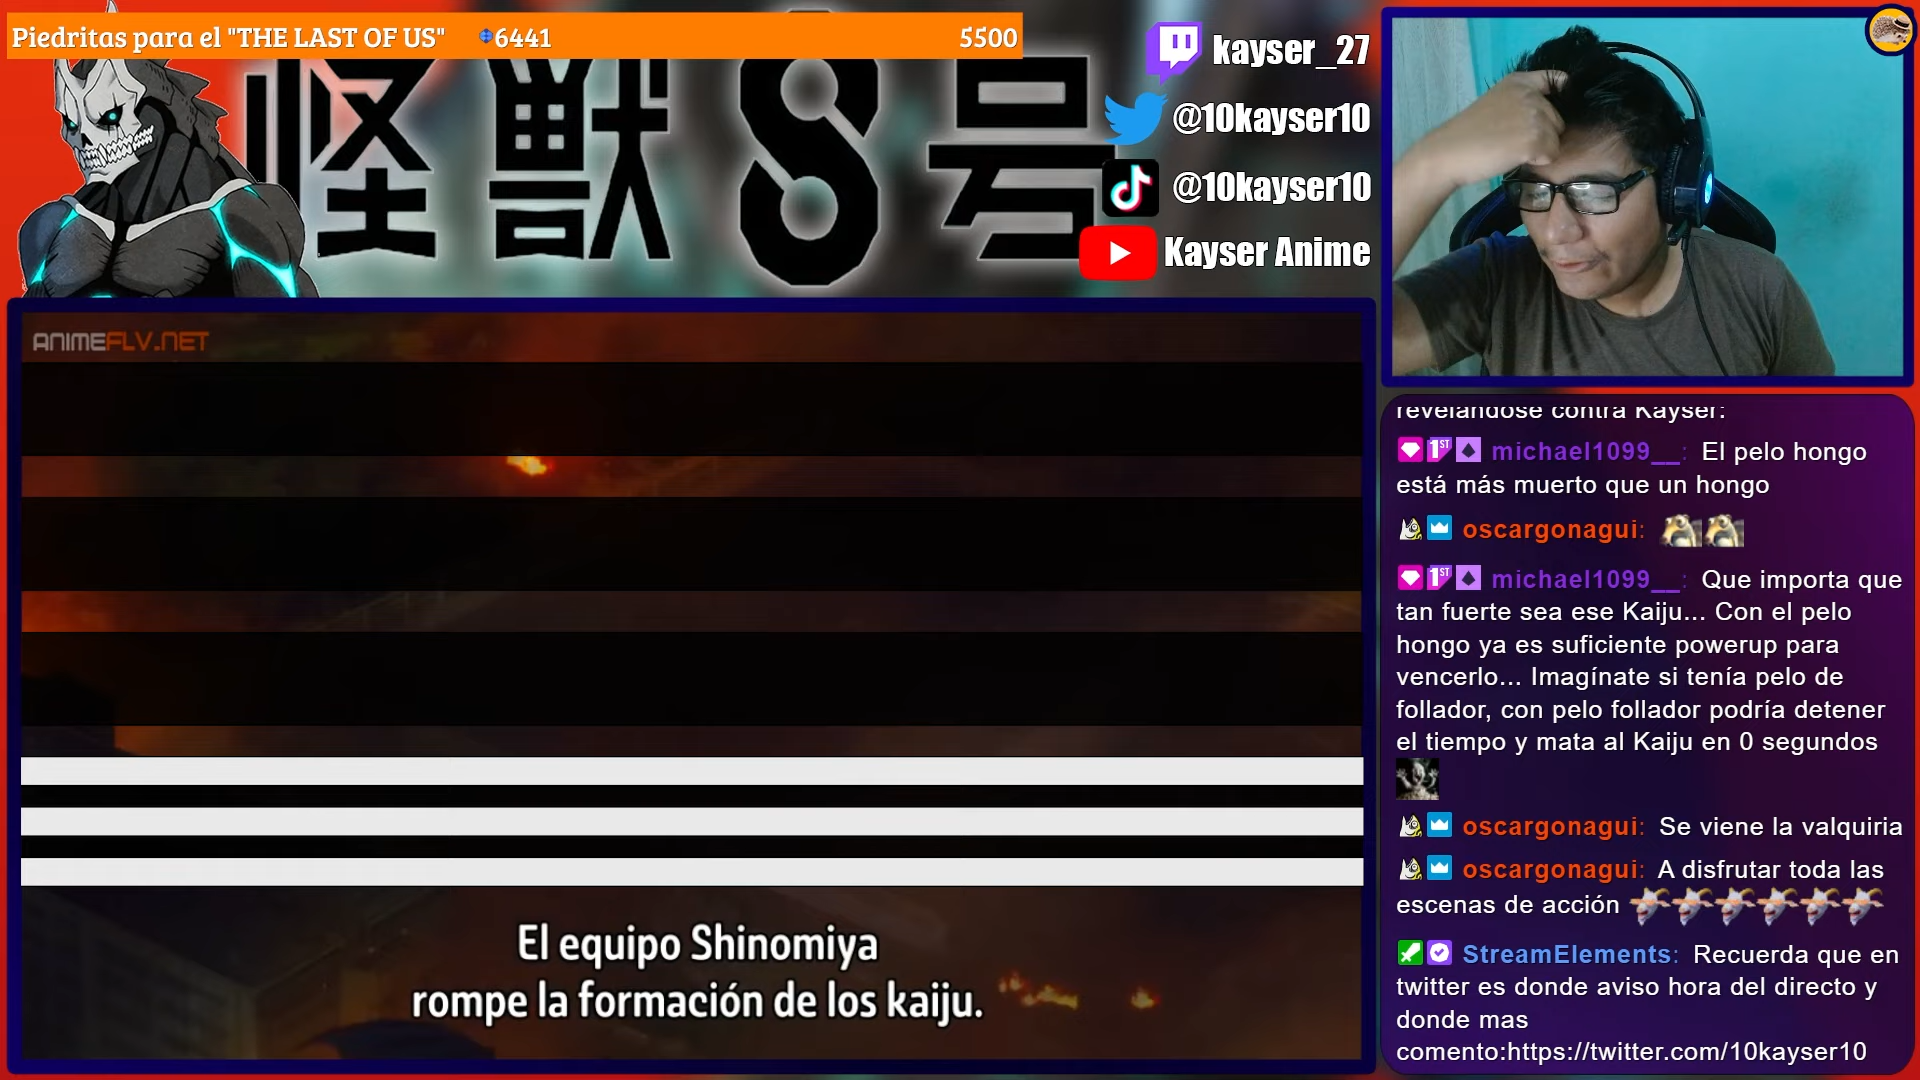 Piedritas para el "THE LAST OF US" 6441 5500
怪獣8号
kayser_27
@10kayser10
@10kayser10
Kayser Anime
ANIMEFLV.NET
El equipo Shinomiya
rompe la formación de los kaiju.
revelandose contra Kayser:
1ST michael1099__: El pelo hongo
está más muerto que un hongo
oscargonagui:
1ST michael1099__: Que importa que
tan fuerte sea ese Kaiju... Con el pelo
hongo ya es suficiente powerup para
vencerlo... Imagínate si tenía pelo de
follador, con pelo follador podría detener
el tiempo y mata al Kaiju en 0 segundos
oscargonagui: Se viene la valquiria
oscargonagui: A disfrutar toda las
escenas de acción
StreamElements: Recuerda que en
twitter es donde aviso hora del directo y
donde mas
comento:https://twitter.com/10kayser10